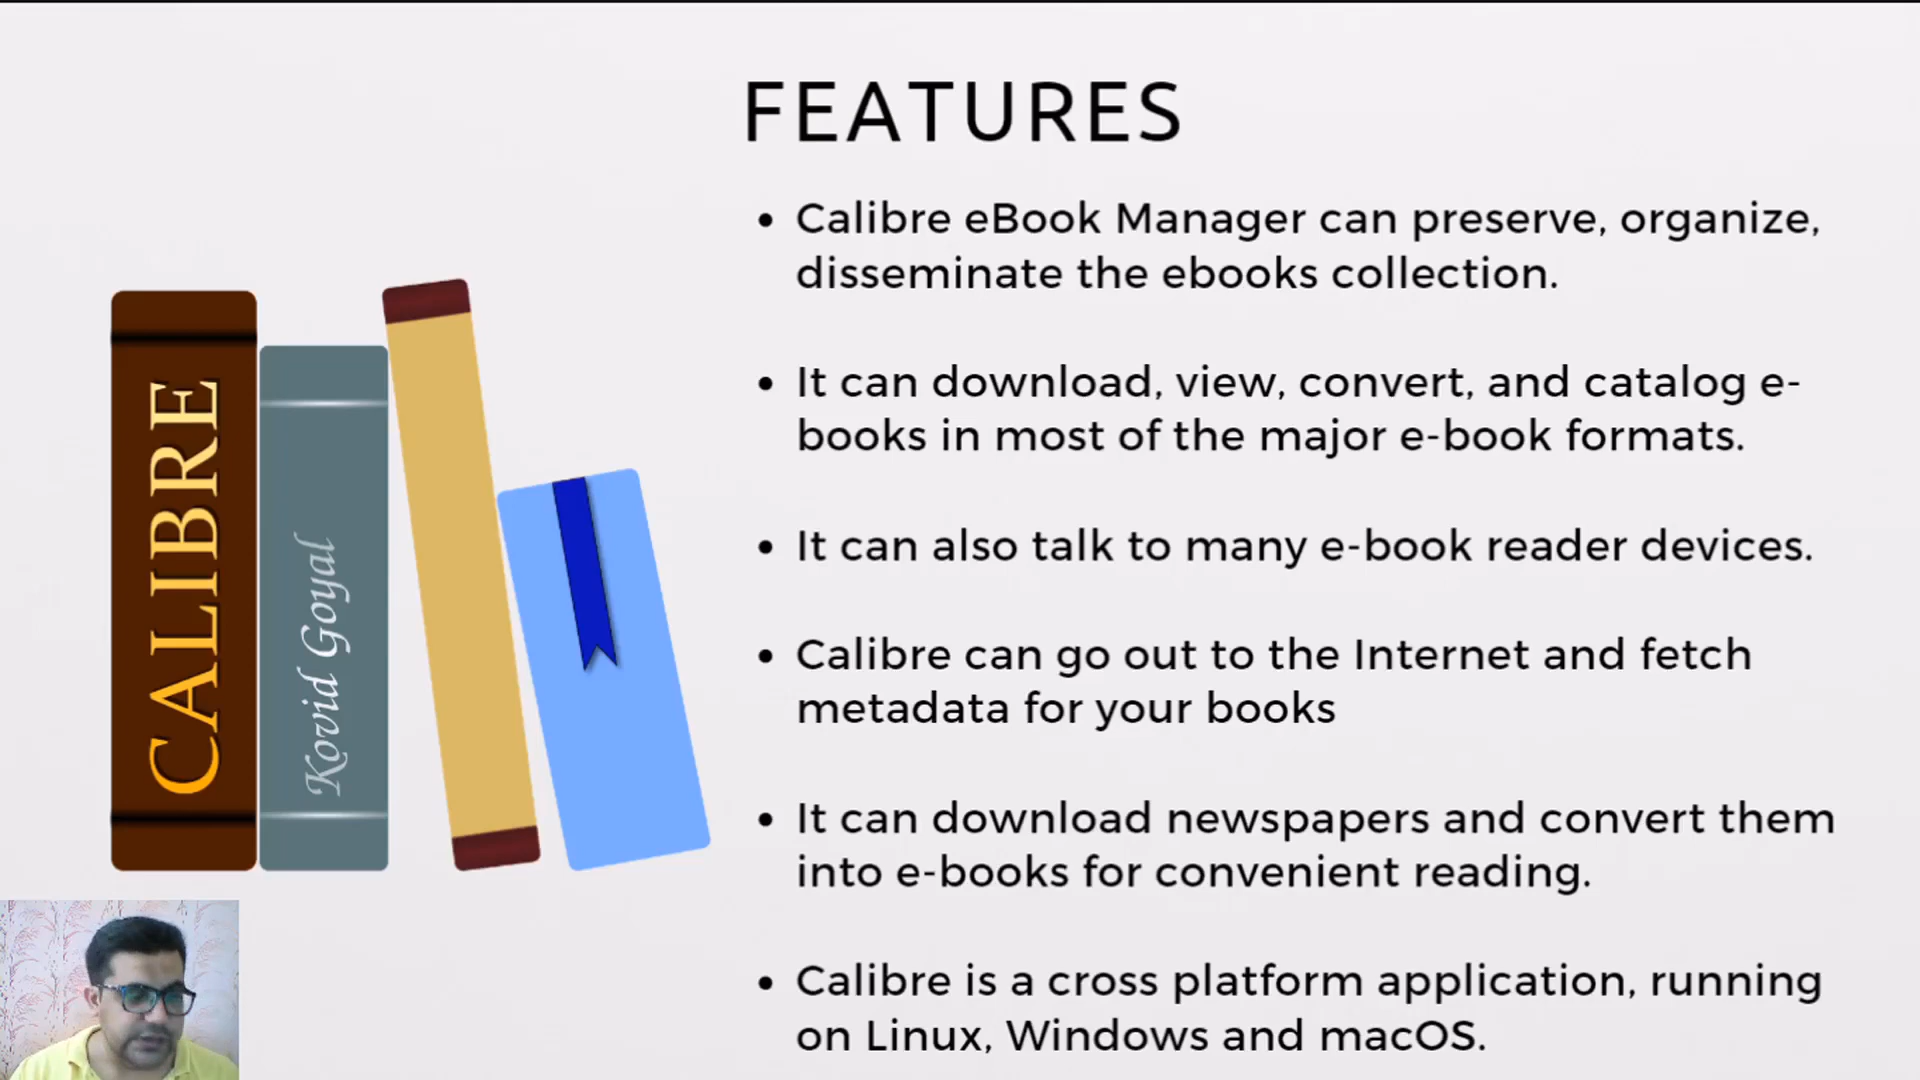 FEATURES
CALIBRE
Kovid Goyal
• Calibre eBook Manager can preserve, organize,
disseminate the ebooks collection.
• It can download, view, convert, and catalog e-
books in most of the major e-book formats.
• It can also talk to many e-book reader devices.
• Calibre can go out to the Internet and fetch
metadata for your books
• It can download newspapers and convert them
into e-books for convenient reading.
• Calibre is a cross platform application, running
on Linux, Windows and macOS.